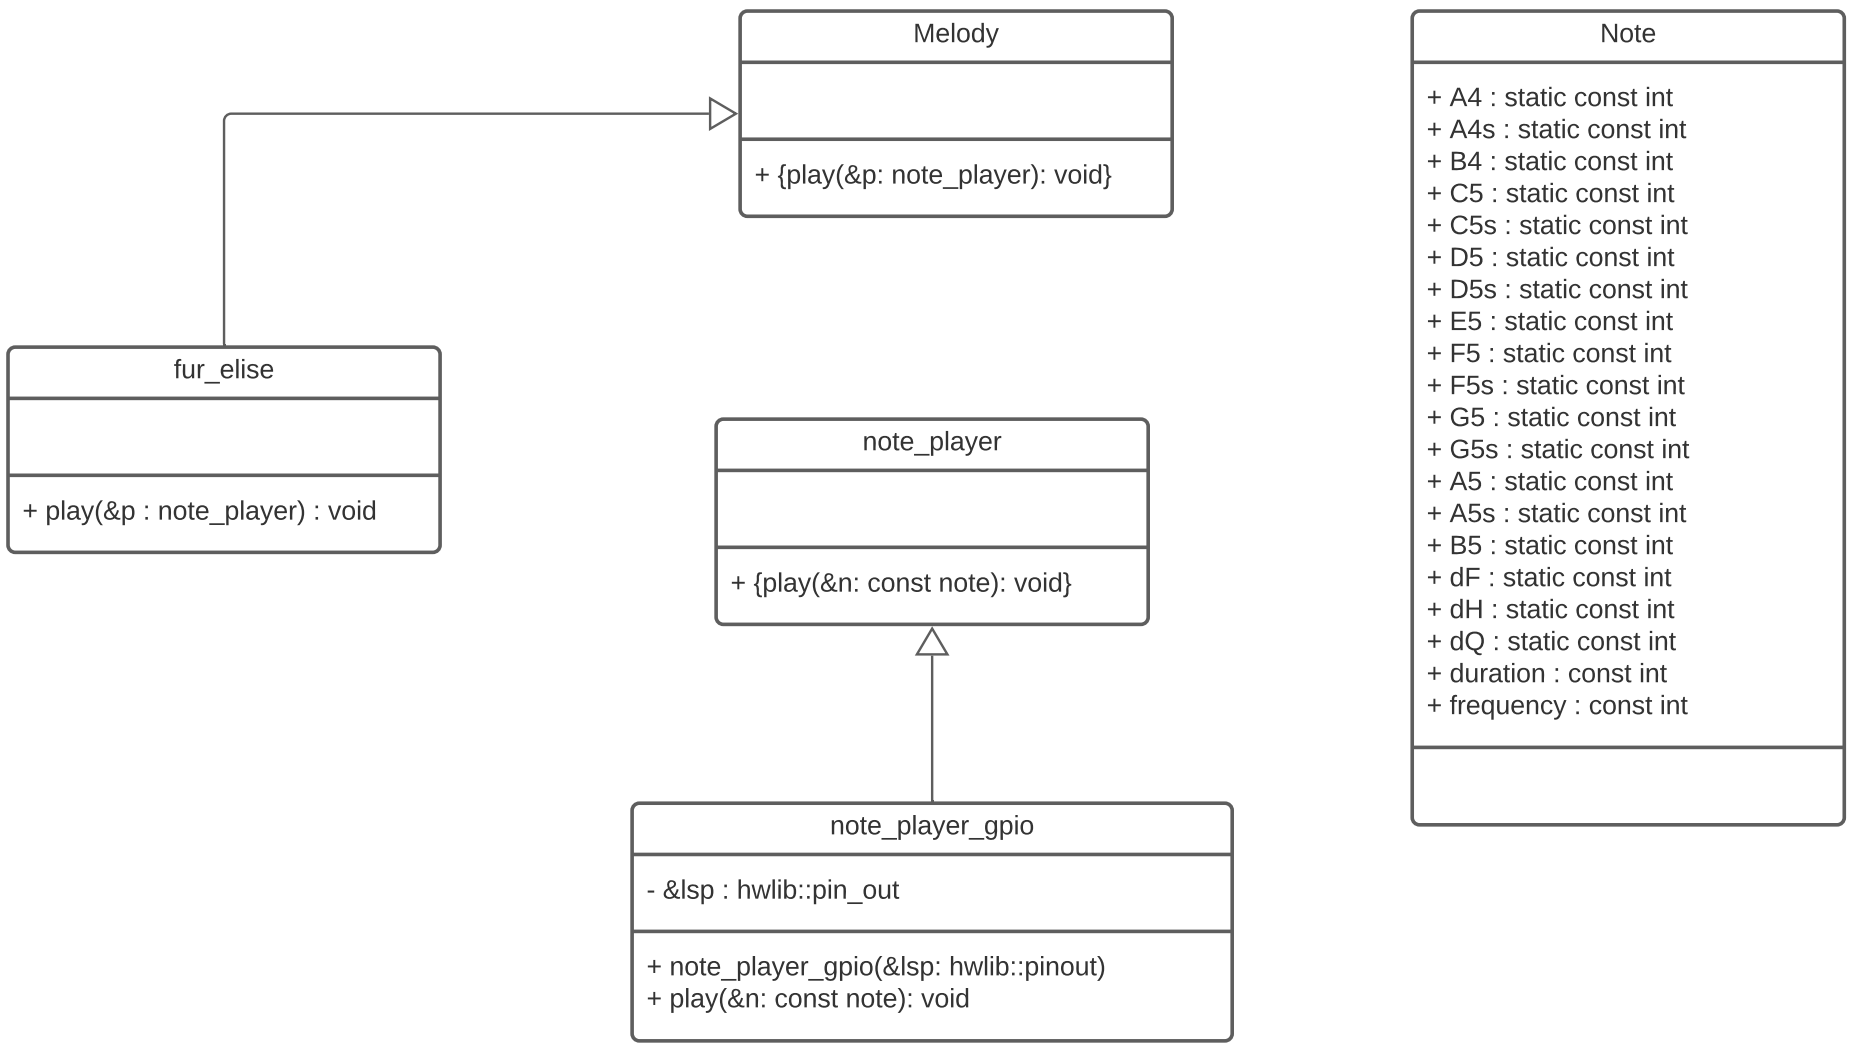 Melody
+ {play(&p: note_player): void}
Note
+ A4 : static const int
+ A4s : static const int
+ B4 : static const int
+ C5 : static const int
+ C5s : static const int
+ D5 : static const int
+ D5s : static const int
+ E5 : static const int
+ F5 : static const int
+ F5s : static const int
+ G5 : static const int
+ G5s : static const int
+ A5 : static const int
+ A5s : static const int
+ B5 : static const int
+ dF : static const int
+ dH : static const int
+ dQ : static const int
+ duration : const int
+ frequency : const int
fur_elise
+ play(&p : note_player) : void
note_player
+ {play(&n: const note): void}
note_player_gpio
- &lsp : hwlib::pin_out
+ note_player_gpio(&lsp: hwlib::pinout)
+ play(&n: const note): void